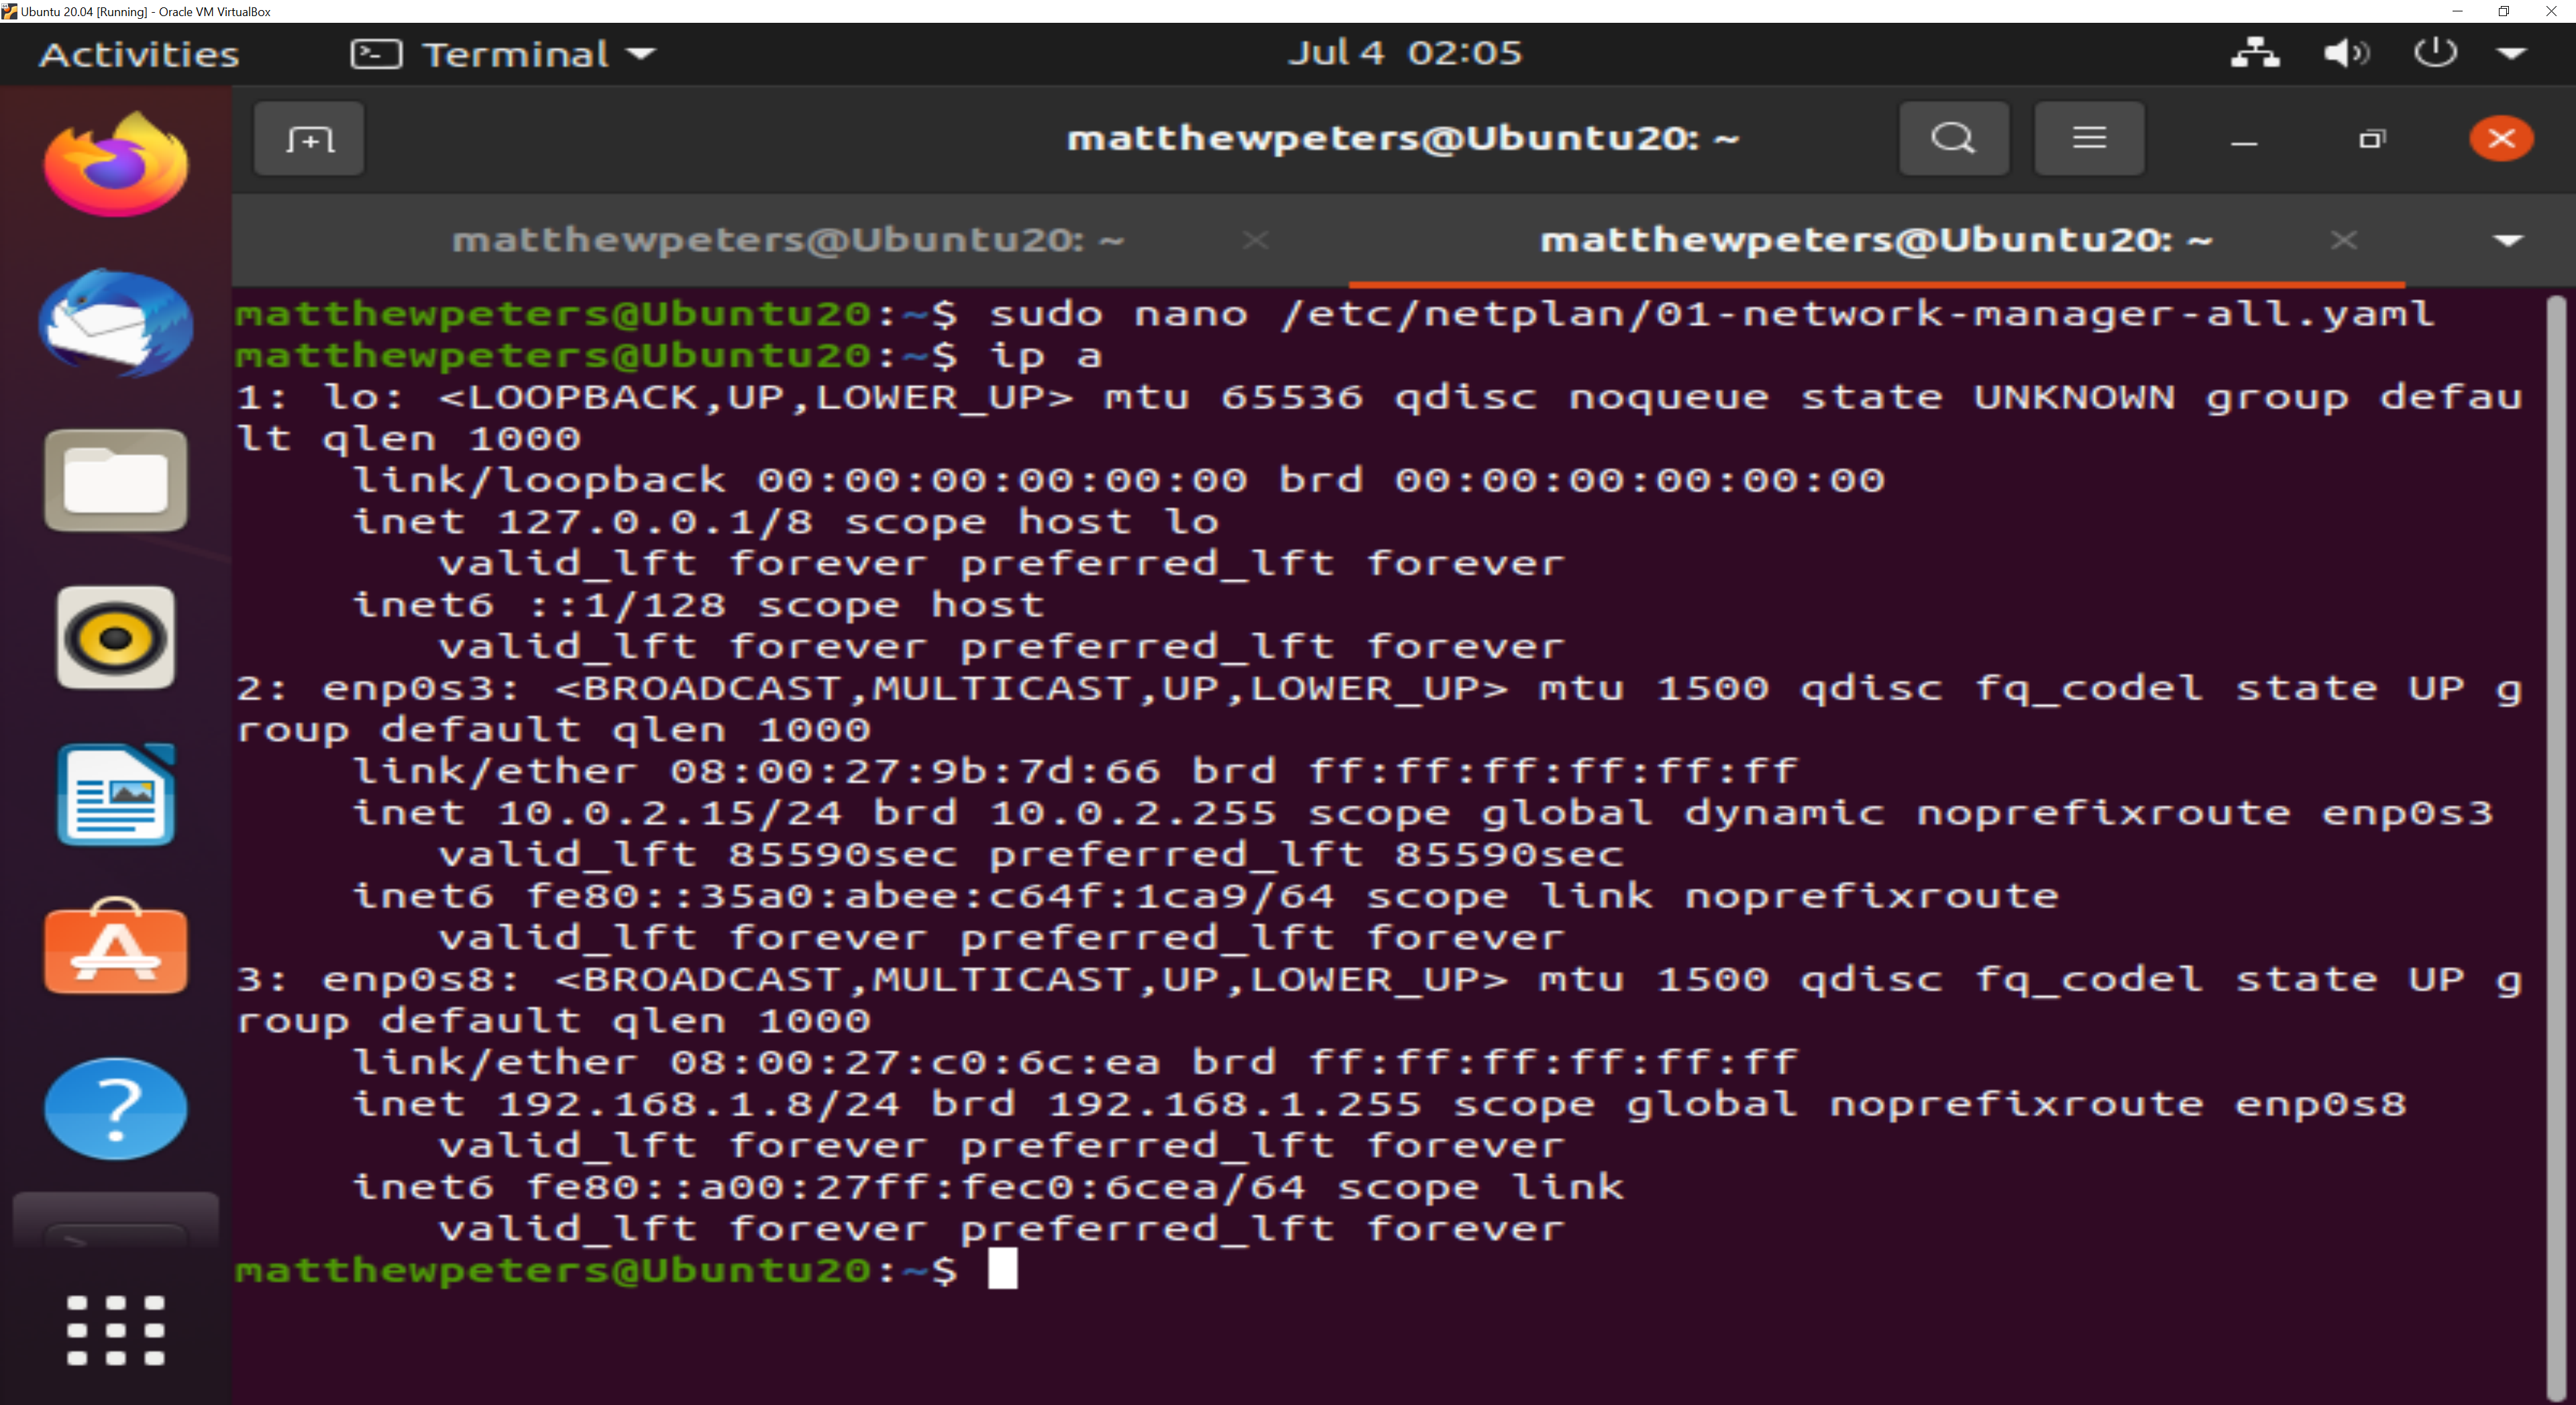 Ubuntu 20.04 [Running] - Oracle VM VirtualBox
Activities Terminal Jul 4 02:05
matthewpeters@Ubuntu20: ~
matthewpeters@Ubuntu20: ~ matthewpeters@Ubuntu20: ~
matthewpeters@Ubuntu20:~$ sudo nano /etc/netplan/01-network-manager-all.yaml
matthewpeters@Ubuntu20:~$ ip a
1: lo: <LOOPBACK,UP,LOWER_UP> mtu 65536 qdisc noqueue state UNKNOWN group defau
lt qlen 1000
    link/loopback 00:00:00:00:00:00 brd 00:00:00:00:00:00
    inet 127.0.0.1/8 scope host lo
       valid_lft forever preferred_lft forever
    inet6 ::1/128 scope host
       valid_lft forever preferred_lft forever
2: enp0s3: <BROADCAST,MULTICAST,UP,LOWER_UP> mtu 1500 qdisc fq_codel state UP g
roup default qlen 1000
    link/ether 08:00:27:9b:7d:66 brd ff:ff:ff:ff:ff:ff
    inet 10.0.2.15/24 brd 10.0.2.255 scope global dynamic noprefixroute enp0s3
       valid_lft 85590sec preferred_lft 85590sec
    inet6 fe80::35a0:abee:c64f:1ca9/64 scope link noprefixroute
       valid_lft forever preferred_lft forever
3: enp0s8: <BROADCAST,MULTICAST,UP,LOWER_UP> mtu 1500 qdisc fq_codel state UP g
roup default qlen 1000
    link/ether 08:00:27:c0:6c:ea brd ff:ff:ff:ff:ff:ff
    inet 192.168.1.8/24 brd 192.168.1.255 scope global noprefixroute enp0s8
       valid_lft forever preferred_lft forever
    inet6 fe80::a00:27ff:fec0:6cea/64 scope link
       valid_lft forever preferred_lft forever
matthewpeters@Ubuntu20:~$